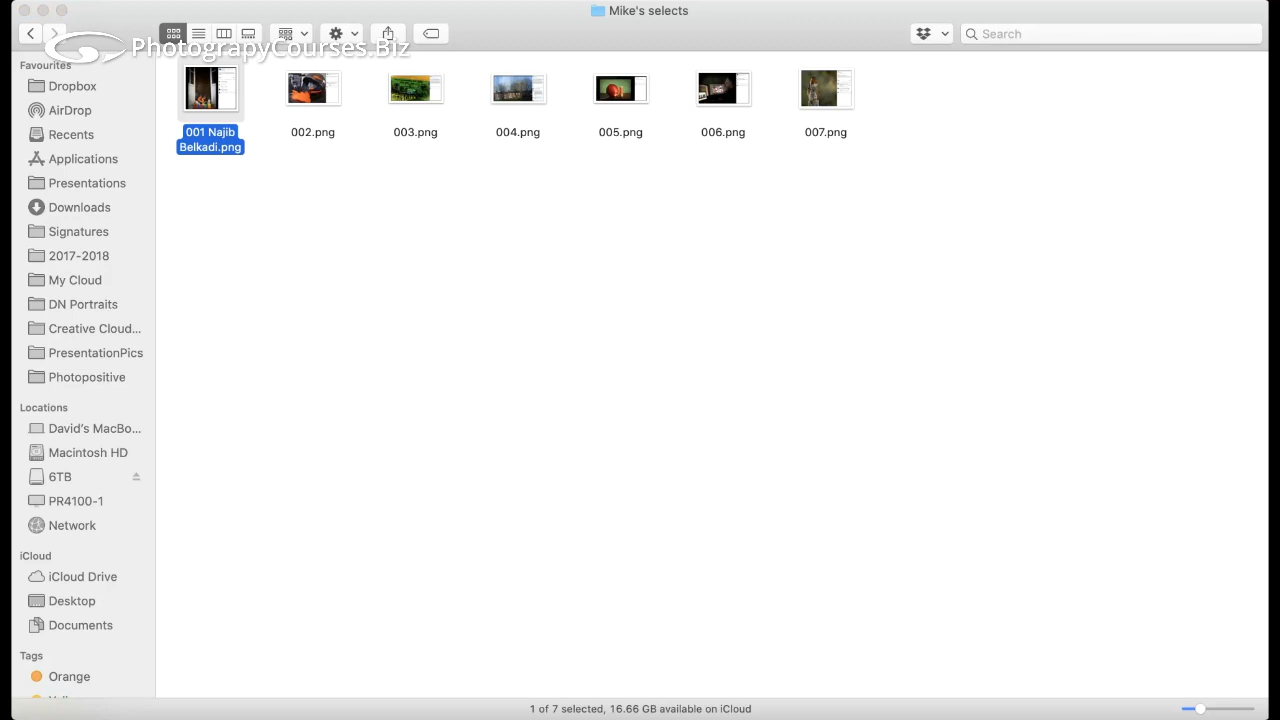 Mike's selects
Search
PhotograpyCourses.Biz
Favourites
Dropbox
AirDrop
Recents
Applications
Presentations
Downloads
Signatures
2017-2018
My Cloud
DN Portraits
Creative Cloud...
PresentationPics
Photopositive
Locations
David's MacBo...
Macintosh HD
6TB
PR4100-1
Network
iCloud
iCloud Drive
Desktop
Documents
Tags
Orange
001 Najib
Belkadi.png
002.png
003.png
004.png
005.png
006.png
007.png
1 of 7 selected, 16.66 GB available on iCloud